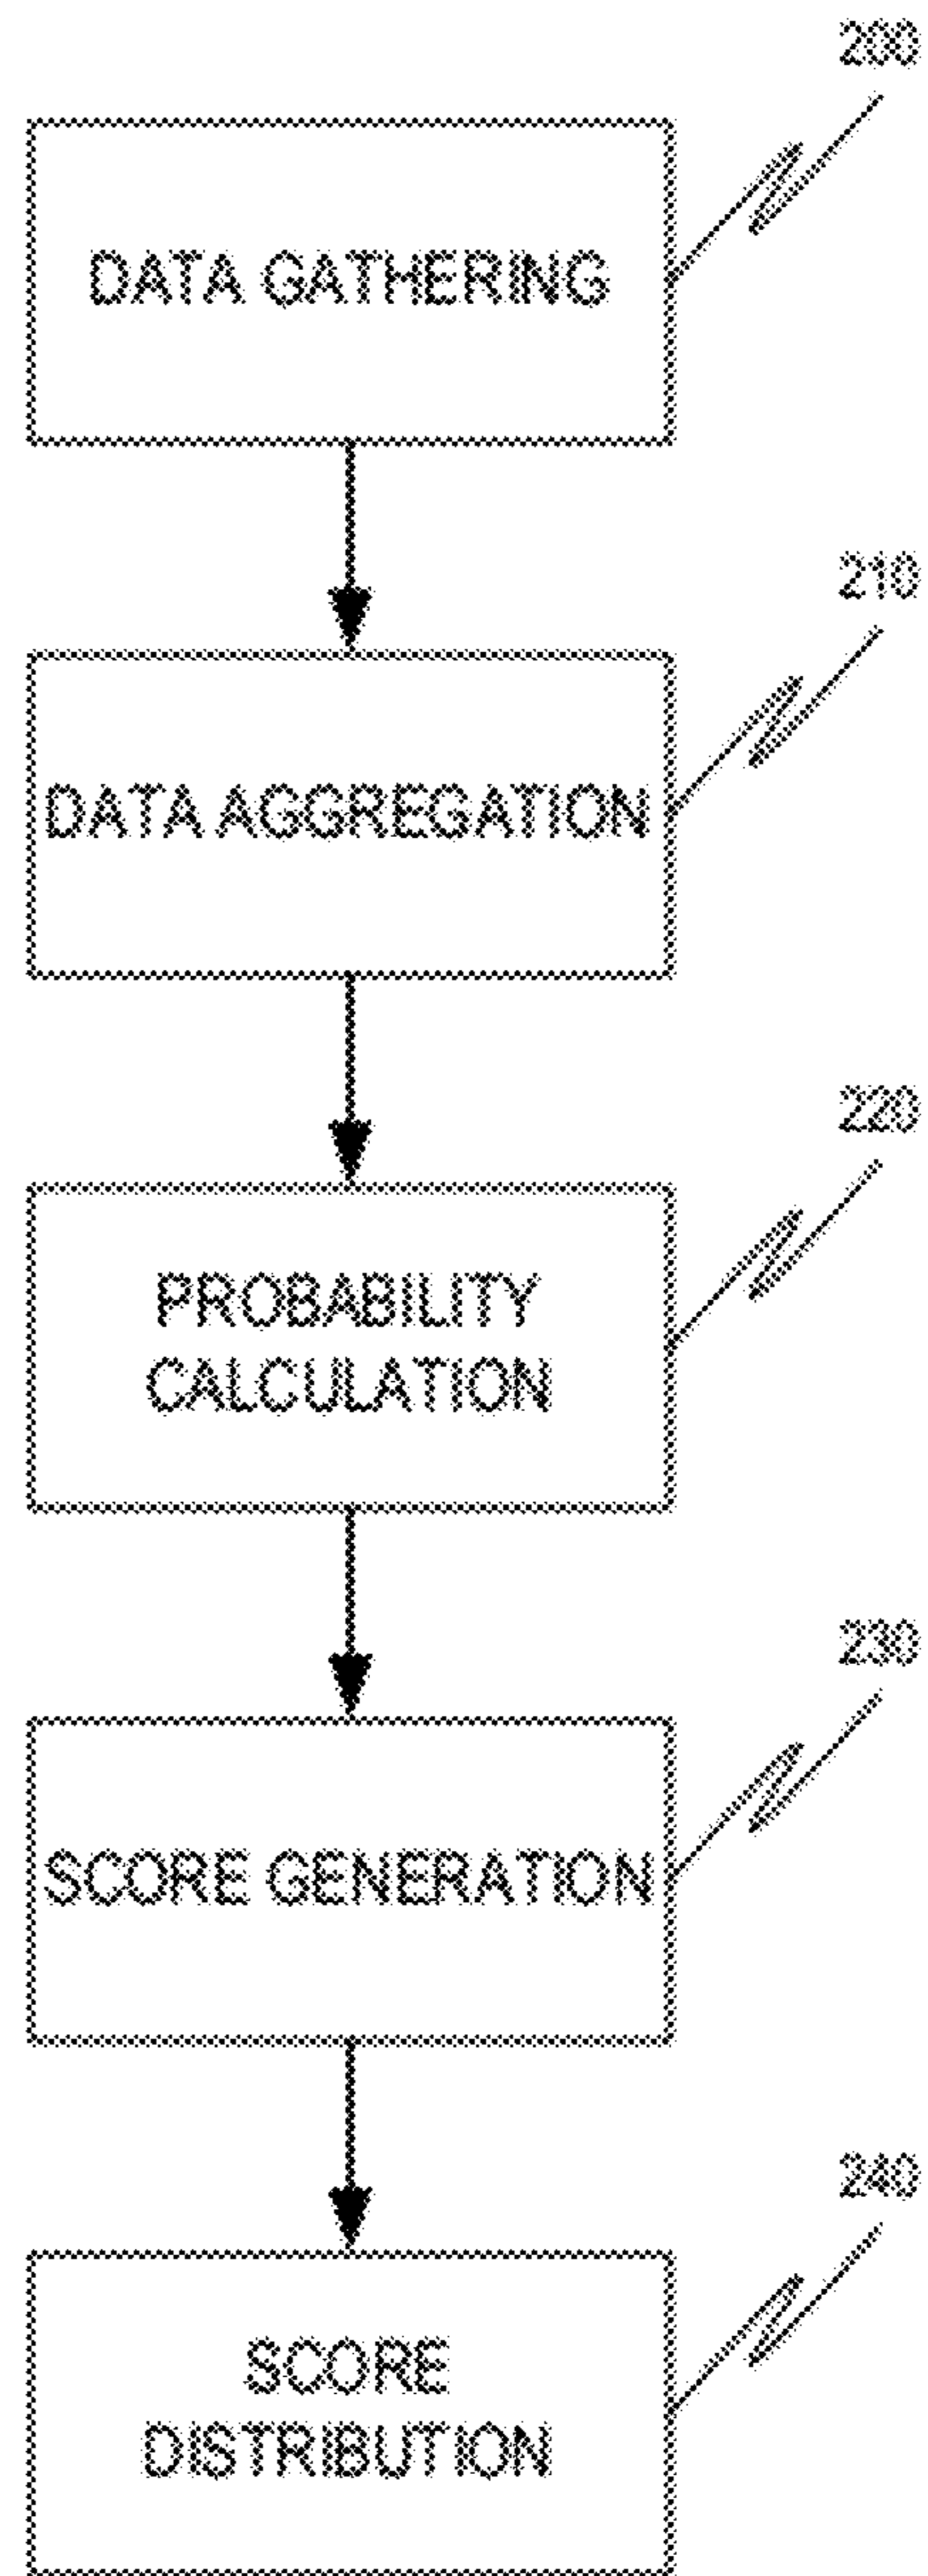 200
DATA GATHERING
210
DATA AGGREGATION
220
PROBABILITY
CALCULATION
230
SCORE GENERATION
240
SCORE
DISTRIBUTION